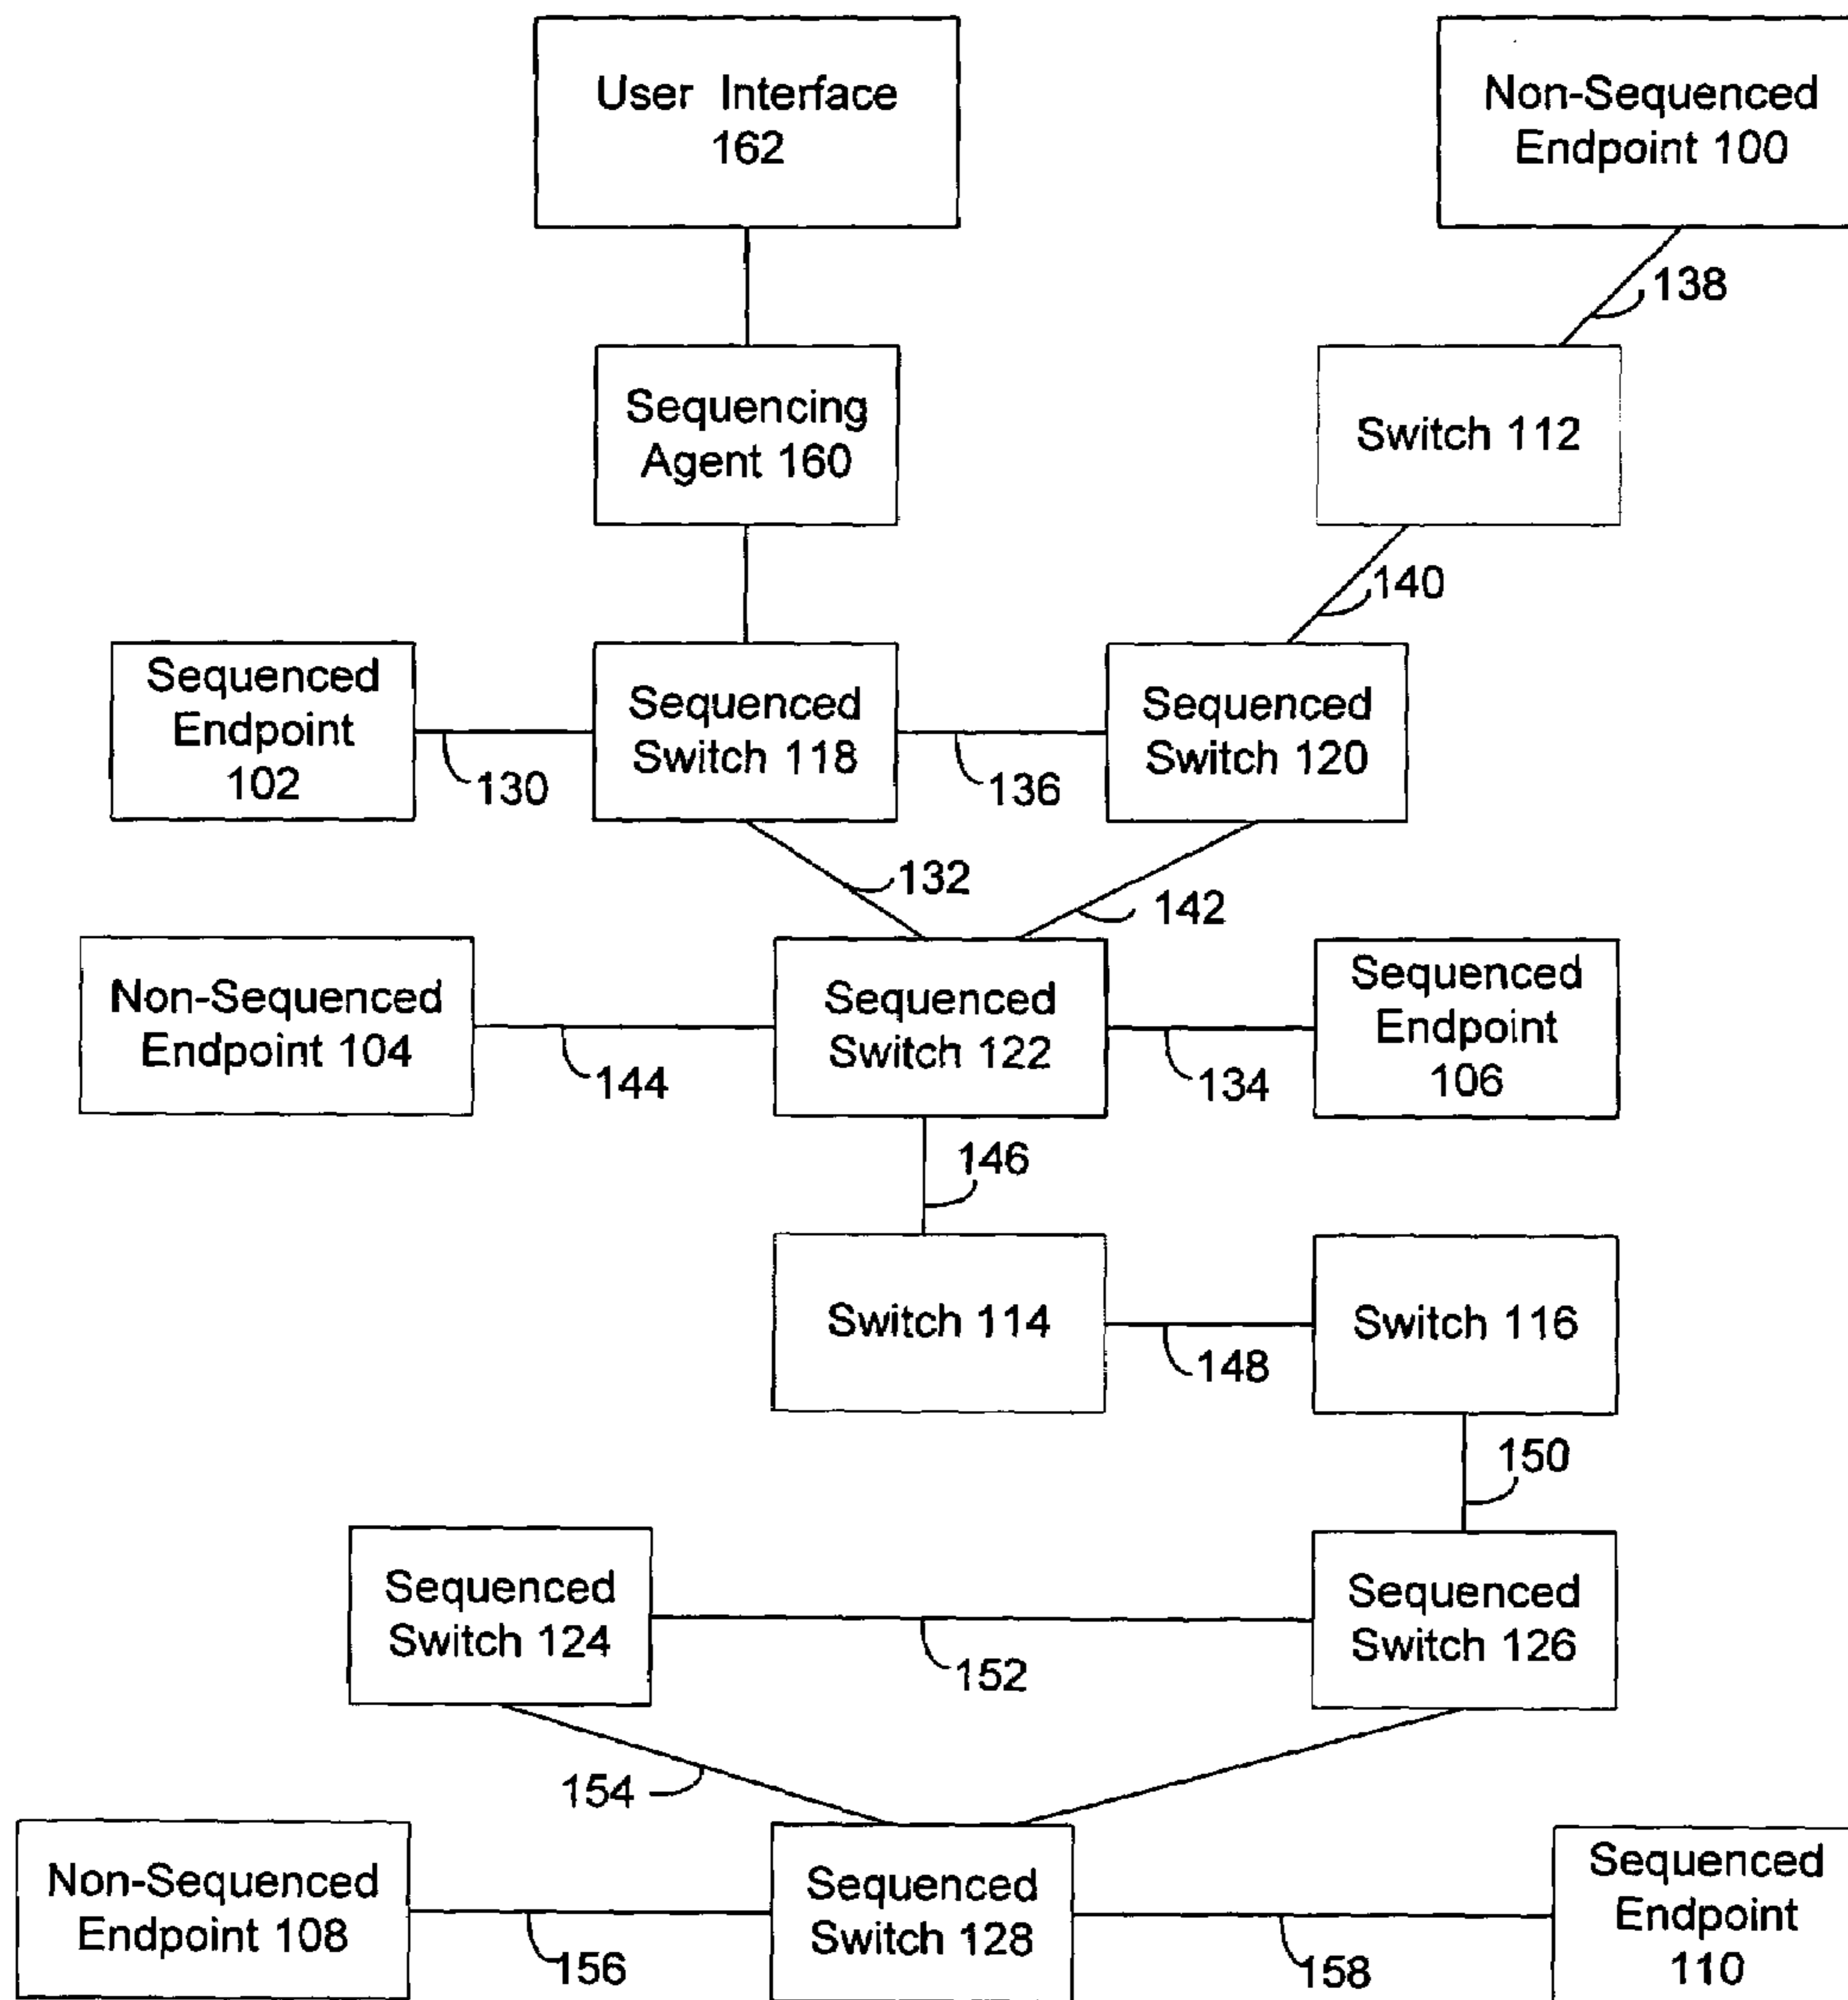 User Interface
162
Non-Sequenced
Endpoint 100
138
Sequencing
Agent 160
Switch 112
140
Sequenced
Endpoint
102
130
Sequenced
Switch 118
136
Sequenced
Switch 120
132
142
Non-Sequenced
Endpoint 104
144
Sequenced
Switch 122
134
Sequenced
Endpoint
106
146
Switch 114
148
Switch 116
150
Sequenced
Switch 124
152
Sequenced
Switch 126
154
Non-Sequenced
Endpoint 108
156
Sequenced
Switch 128
158
Sequenced
Endpoint
110